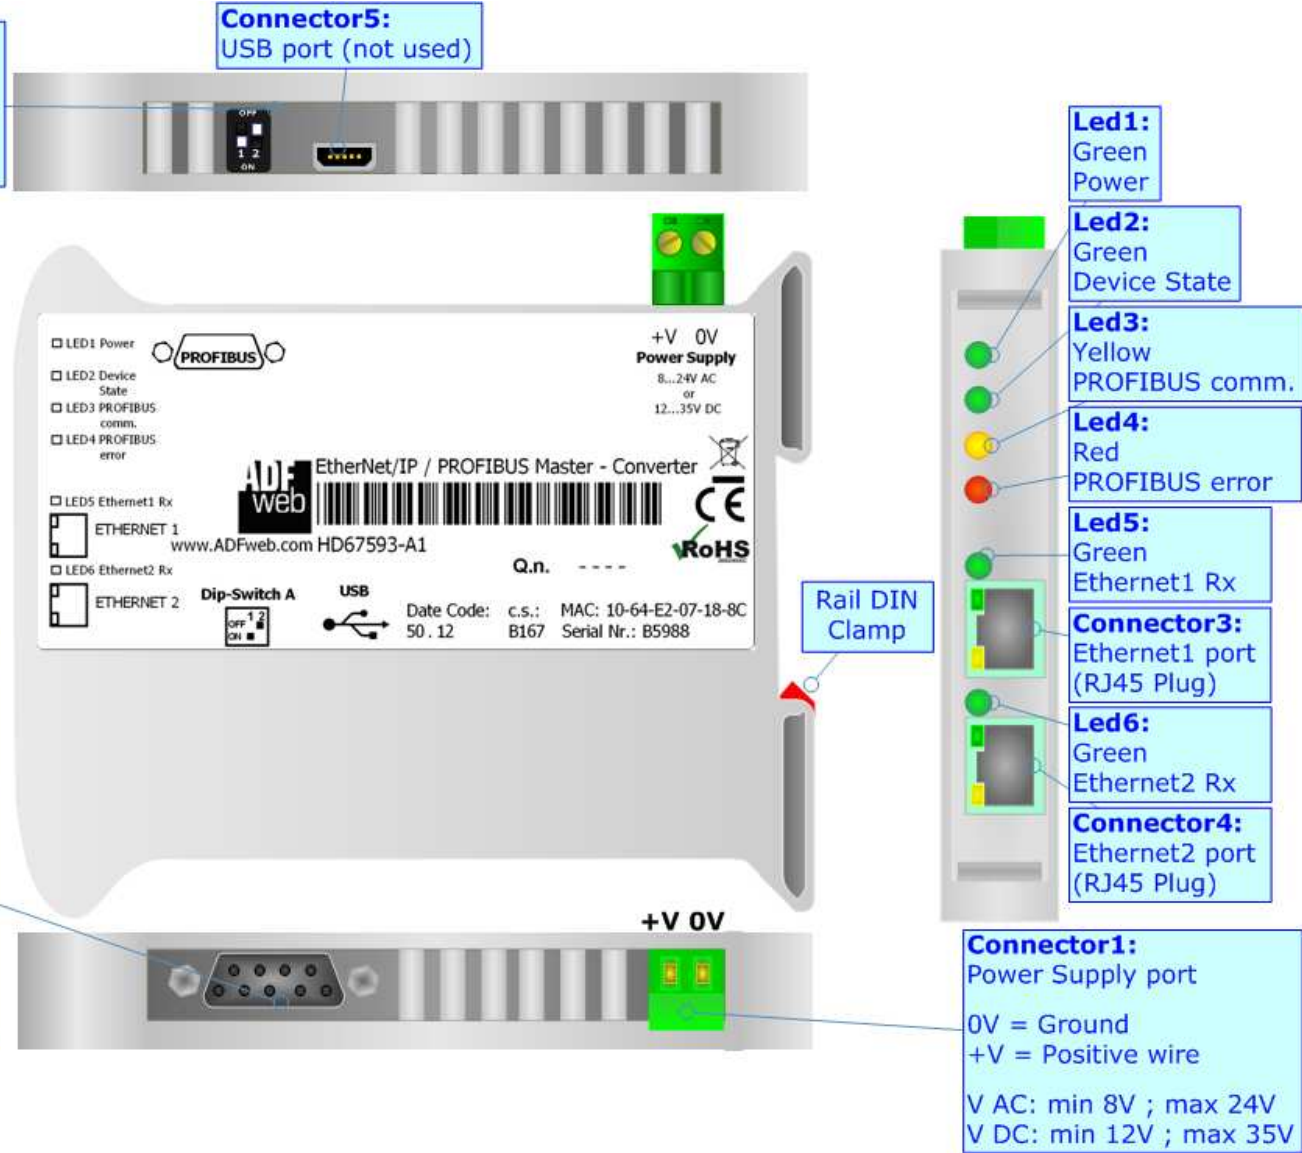 Connector5:
USB port (not used)
OFF
1 2
ON
Led1:
Green
Power
Led2:
Green
Device State
Led3:
Yellow
PROFIBUS comm.
Led4:
Red
PROFIBUS error
Led5:
Green
Ethernet1 Rx
Connector3:
Ethernet1 port
(RJ45 Plug)
Led6:
Green
Ethernet2 Rx
Connector4:
Ethernet2 port
(RJ45 Plug)
LED1 Power
PROFIBUS
LED2 Device
State
LED3 PROFIBUS
comm.
LED4 PROFIBUS
error
+V 0V
Power Supply
8...24V AC
or
12...35V DC
ADF
web
EtherNet/IP / PROFIBUS Master - Converter
CE
LED5 Ethernet1 Rx
ETHERNET 1
www.ADFweb.com HD67593-A1
RoHS
Q.n. - - - -
LED6 Ethernet2 Rx
ETHERNET 2
Dip-Switch A
1 2
OFF
ON
USB
Date Code:
50 . 12
c.s.:
B167
MAC: 10-64-E2-07-18-8C
Serial Nr.: B5988
Rail DIN
Clamp
+V 0V
Connector1:
Power Supply port
0V = Ground
+V = Positive wire
V AC: min 8V ; max 24V
V DC: min 12V ; max 35V